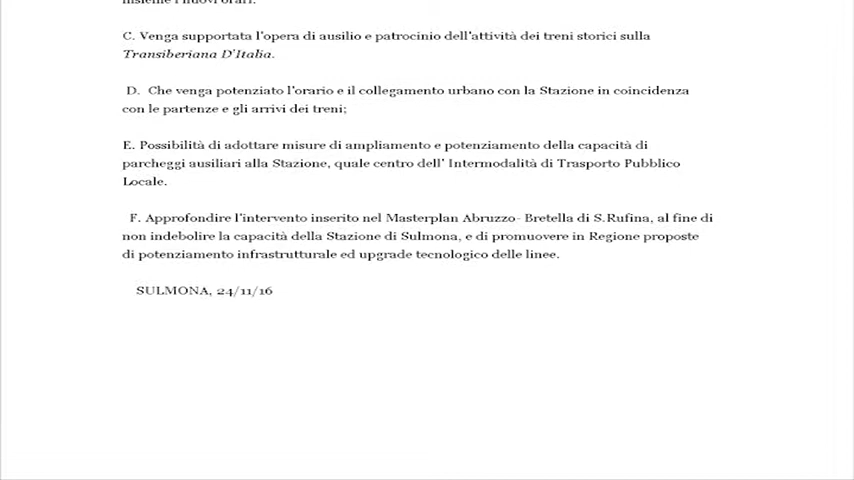 insieme i nuovi orari.
C. Venga supportata l'opera di ausilio e patrocinio dell'attività dei treni storici sulla
Transiberiana D'Italia.
D. Che venga potenziato l'orario e il collegamento urbano con la Stazione in coincidenza
con le partenze e gli arrivi dei treni;
E. Possibilità di adottare misure di ampliamento e potenziamento della capacità di
parcheggi ausiliari alla Stazione, quale centro dell' Intermodalità di Trasporto Pubblico
Locale.
F. Approfondire l'intervento inserito nel Masterplan Abruzzo- Bretella di S.Rufina, al fine di
non indebolire la capacità della Stazione di Sulmona, e di promuovere in Regione proposte
di potenziamento infrastrutturale ed upgrade tecnologico delle linee.
SULMONA, 24/11/16